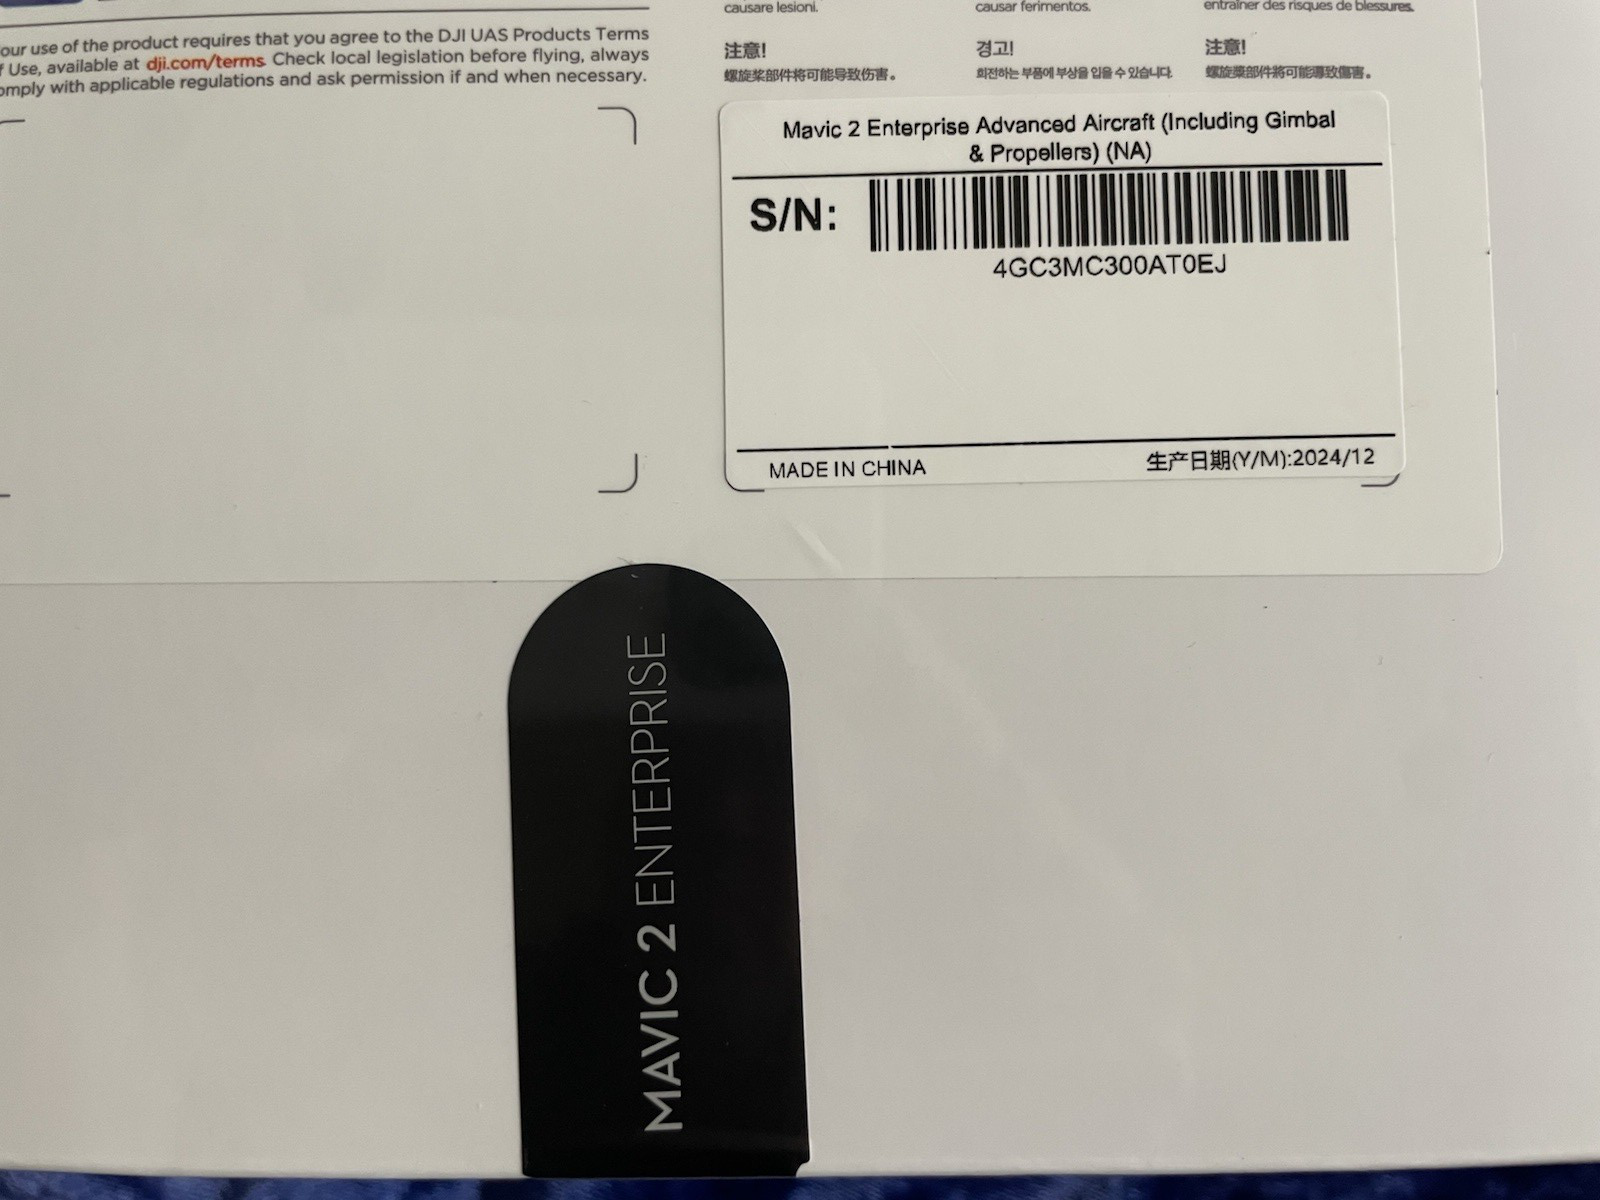 our use of the product requires that you agree to the DJI UAS Products Terms
f Use, available at dji.com/terms. Check local legislation before flying, always
omply with applicable regulations and ask permission if and when necessary.
causare lesioni.
causar ferimentos.
entraîner des risques de blessures.
注意!
螺旋桨部件将可能导致伤害。
경고!
회전하는 부품에 부상을 입을 수 있습니다.
注意!
螺旋槳部件將可能導致傷害。
Mavic 2 Enterprise Advanced Aircraft (Including Gimbal
& Propellers) (NA)
S/N:
4GC3MC300AT0EJ
MADE IN CHINA
生产日期(Y/M):2024/12
MAVIC 2 ENTERPRISE